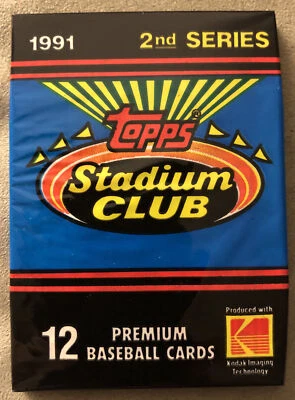 1991 2nd SERIES
Topps
Stadium
CLUB
12 PREMIUM
BASEBALL CARDS
Produced with
Kodak Imaging
Technology